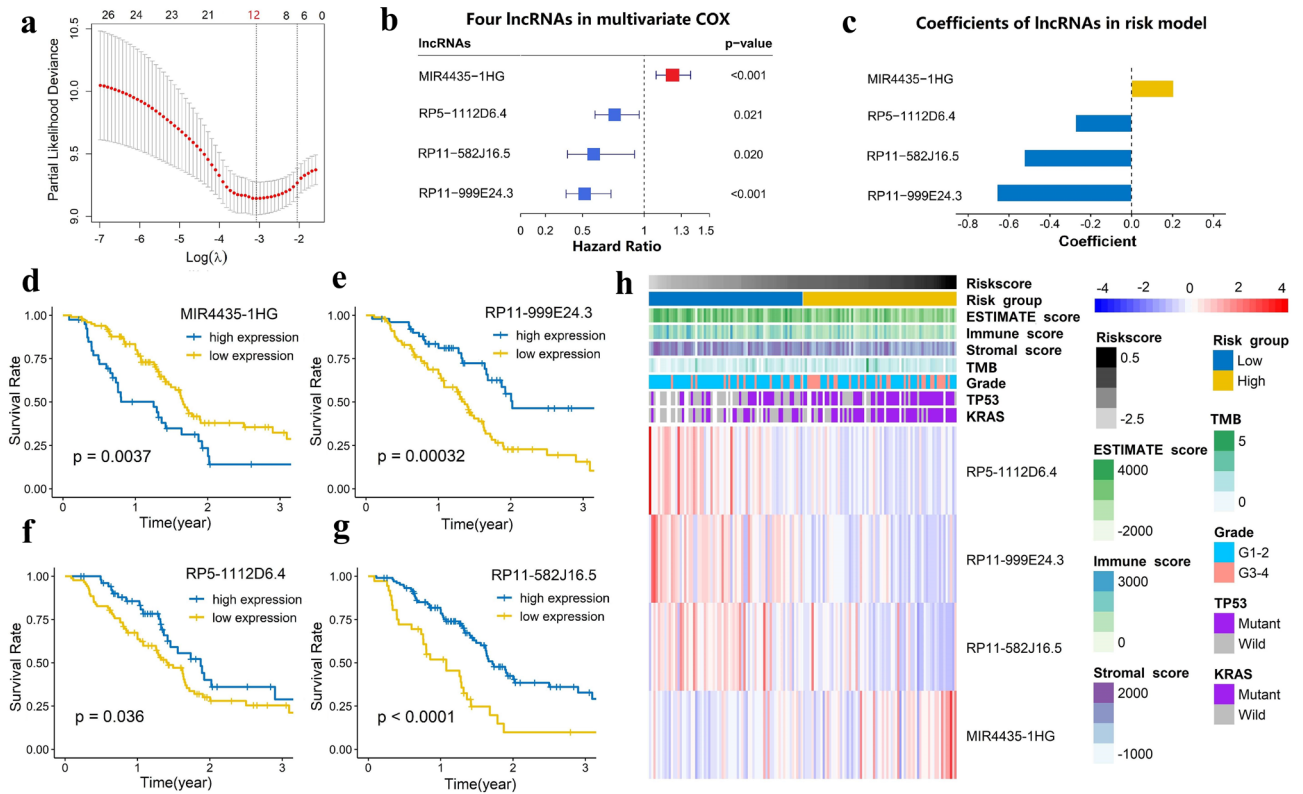 a
26 24 23 21 12 8 6 0
Partial Likelihood Deviance
10.5
10.0
9.5
9.0
-7 -6 -5 -4 -3 -2
Log(λ)
b
Four lncRNAs in multivariate COX
lncRNAs p−value
MIR4435−1HG <0.001
RP5−1112D6.4 0.021
RP11−582J16.5 0.020
RP11−999E24.3 <0.001
0 0.2 0.5 1 1.3 1.5
Hazard Ratio
c
Coefficients of lncRNAs in risk model
MIR4435−1HG
RP5−1112D6.4
RP11−582J16.5
RP11−999E24.3
−0.8 −0.6 −0.4 −0.2 0.0 0.2 0.4
Coefficient
d
MIR4435-1HG
high expression
low expression
Survival Rate
1.00
0.75
0.50
0.25
0.00
p = 0.0037
0 1 2 3
Time(year)
e
RP11-999E24.3
high expression
low expression
Survival Rate
1.00
0.75
0.50
0.25
0.00
p = 0.00032
0 1 2 3
Time(year)
f
RP5-1112D6.4
high expression
low expression
Survival Rate
1.00
0.75
0.50
0.25
0.00
p = 0.036
0 1 2 3
Time(year)
g
RP11-582J16.5
high expression
low expression
Survival Rate
1.00
0.75
0.50
0.25
0.00
p < 0.0001
0 1 2 3
Time(year)
h
Riskscore
Risk group
ESTIMATE score
Immune score
Stromal score
TMB
Grade
TP53
KRAS
RP5-1112D6.4
RP11-999E24.3
RP11-582J16.5
MIR4435-1HG
-4 -2 0 2 4
Riskscore
0.5
-2.5
ESTIMATE score
4000
-2000
Immune score
3000
0
Stromal score
2000
-1000
Risk group
Low
High
TMB
5
0
Grade
G1-2
G3-4
TP53
Mutant
Wild
KRAS
Mutant
Wild